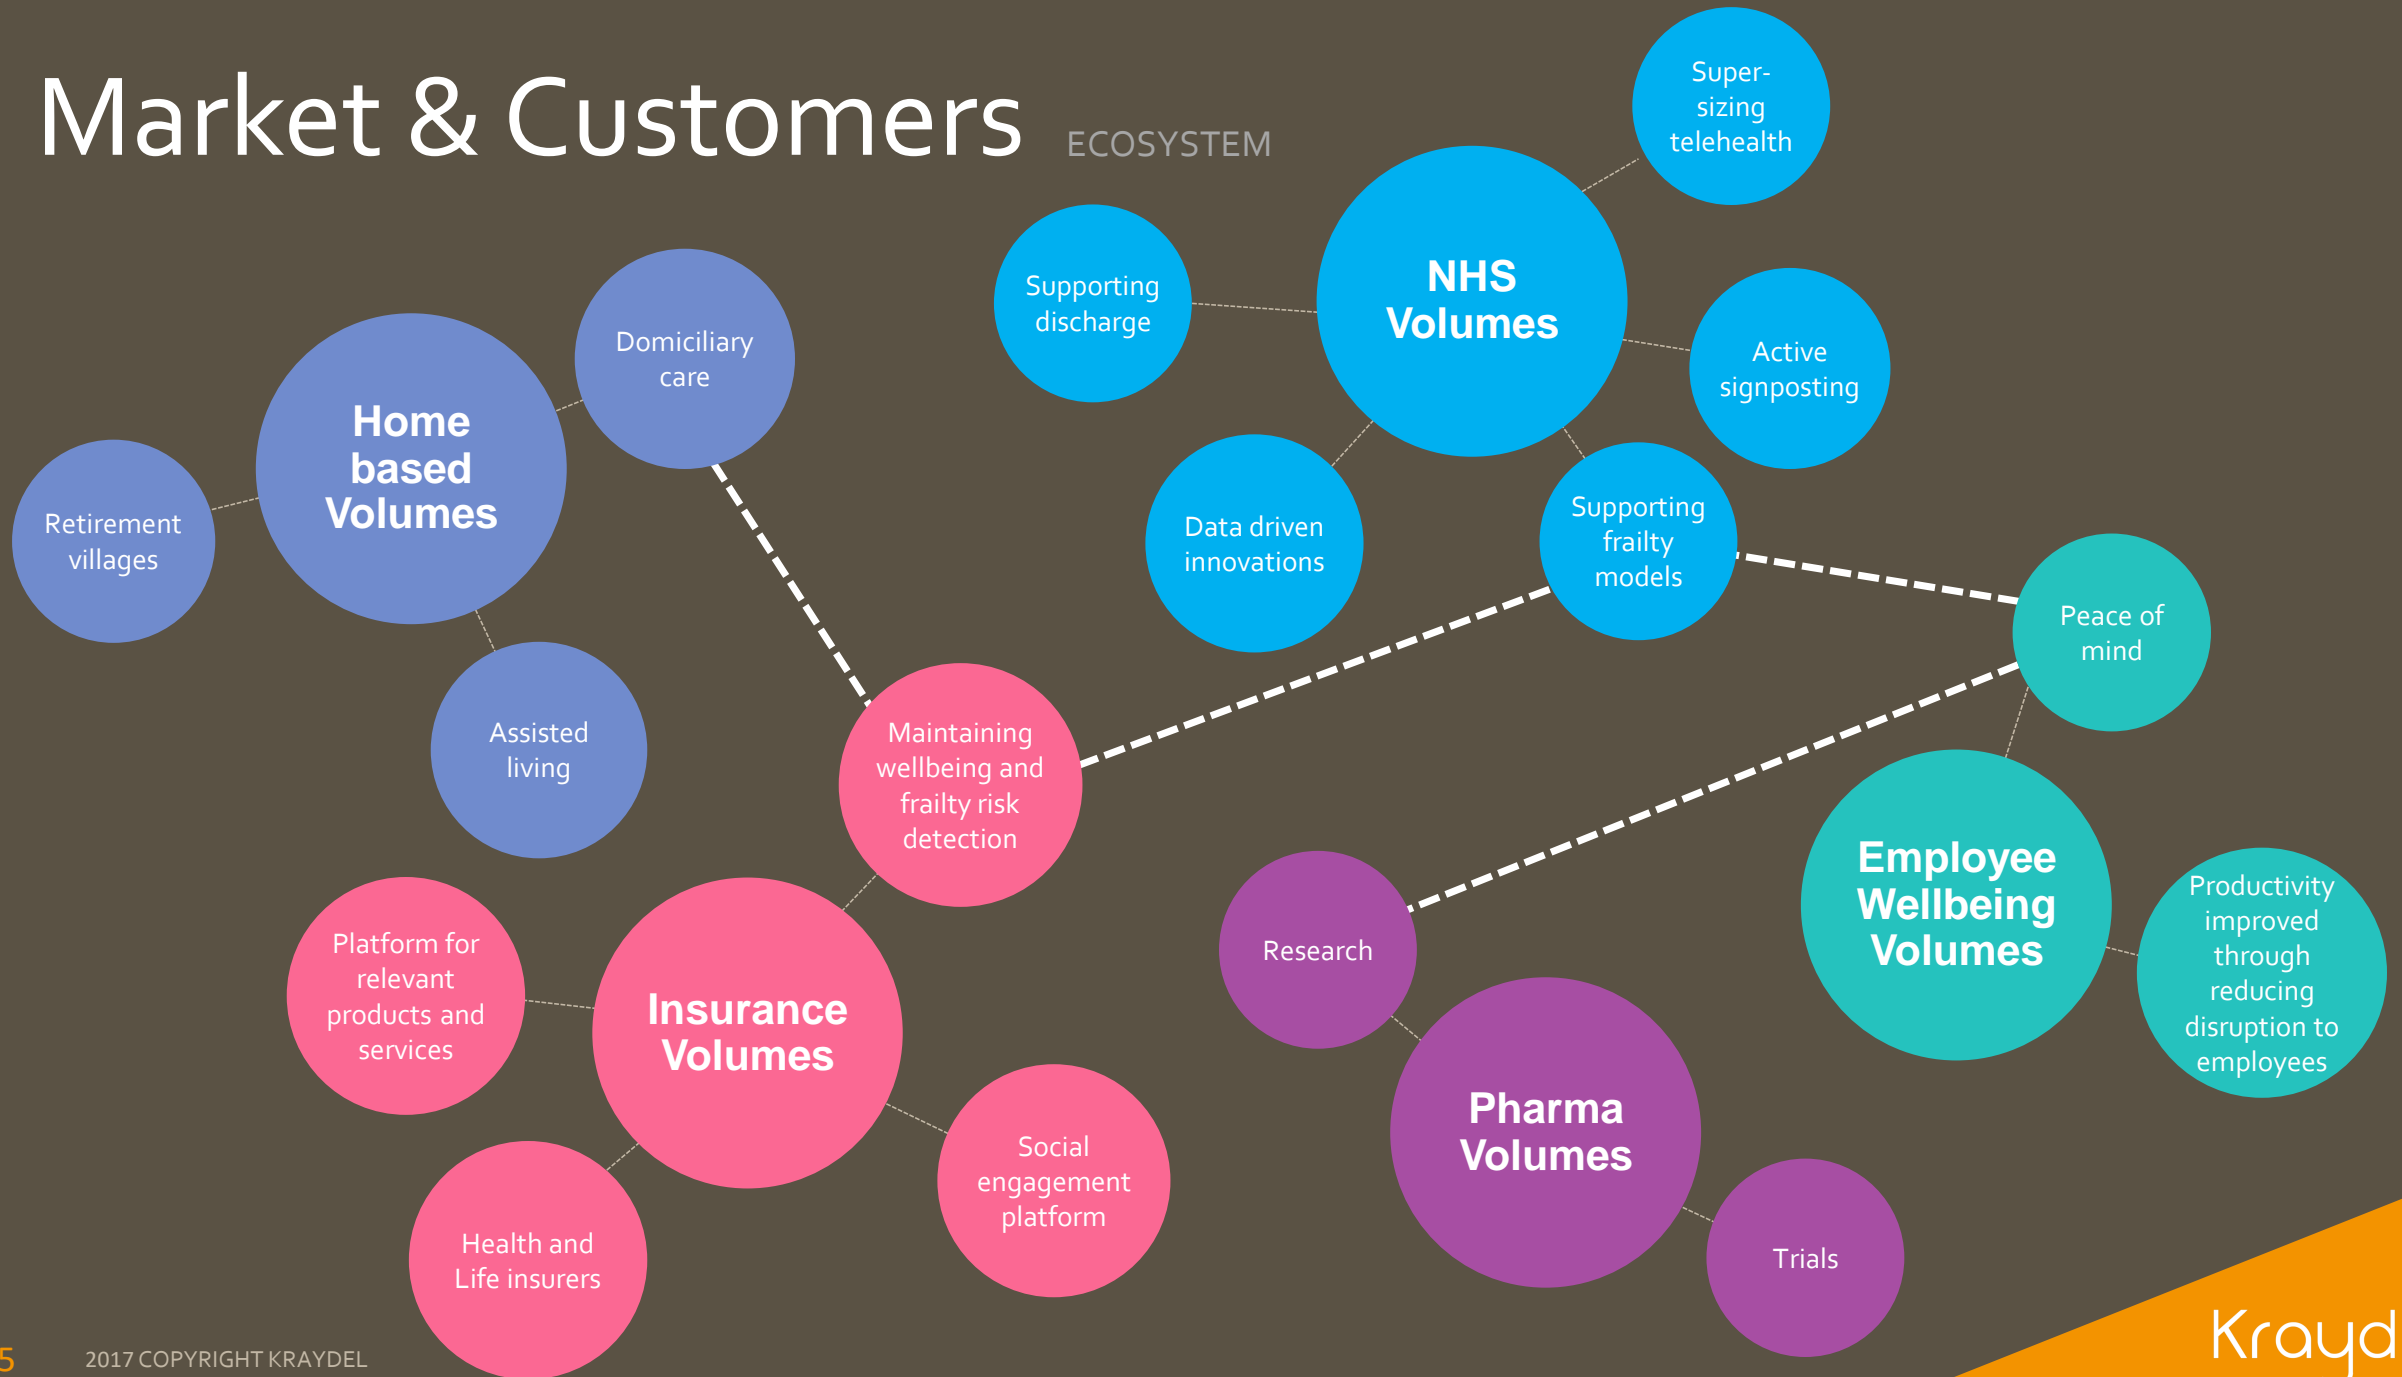 Market & Customers ECOSYSTEM
Super-
sizing
telehealth
NHS
Volumes
Supporting
discharge
Active
signposting
Data driven
innovations
Supporting
frailty
models
Domiciliary
care
Home
based
Volumes
Retirement
villages
Assisted
living
Peace of
mind
Maintaining
wellbeing and
frailty risk
detection
Employee
Wellbeing
Volumes
Productivity
improved
through
reducing
disruption to
employees
Platform for
relevant
products and
services
Insurance
Volumes
Social
engagement
platform
Health and
Life insurers
Research
Pharma
Volumes
Trials
5
2017 COPYRIGHT KRAYDEL
Krayd